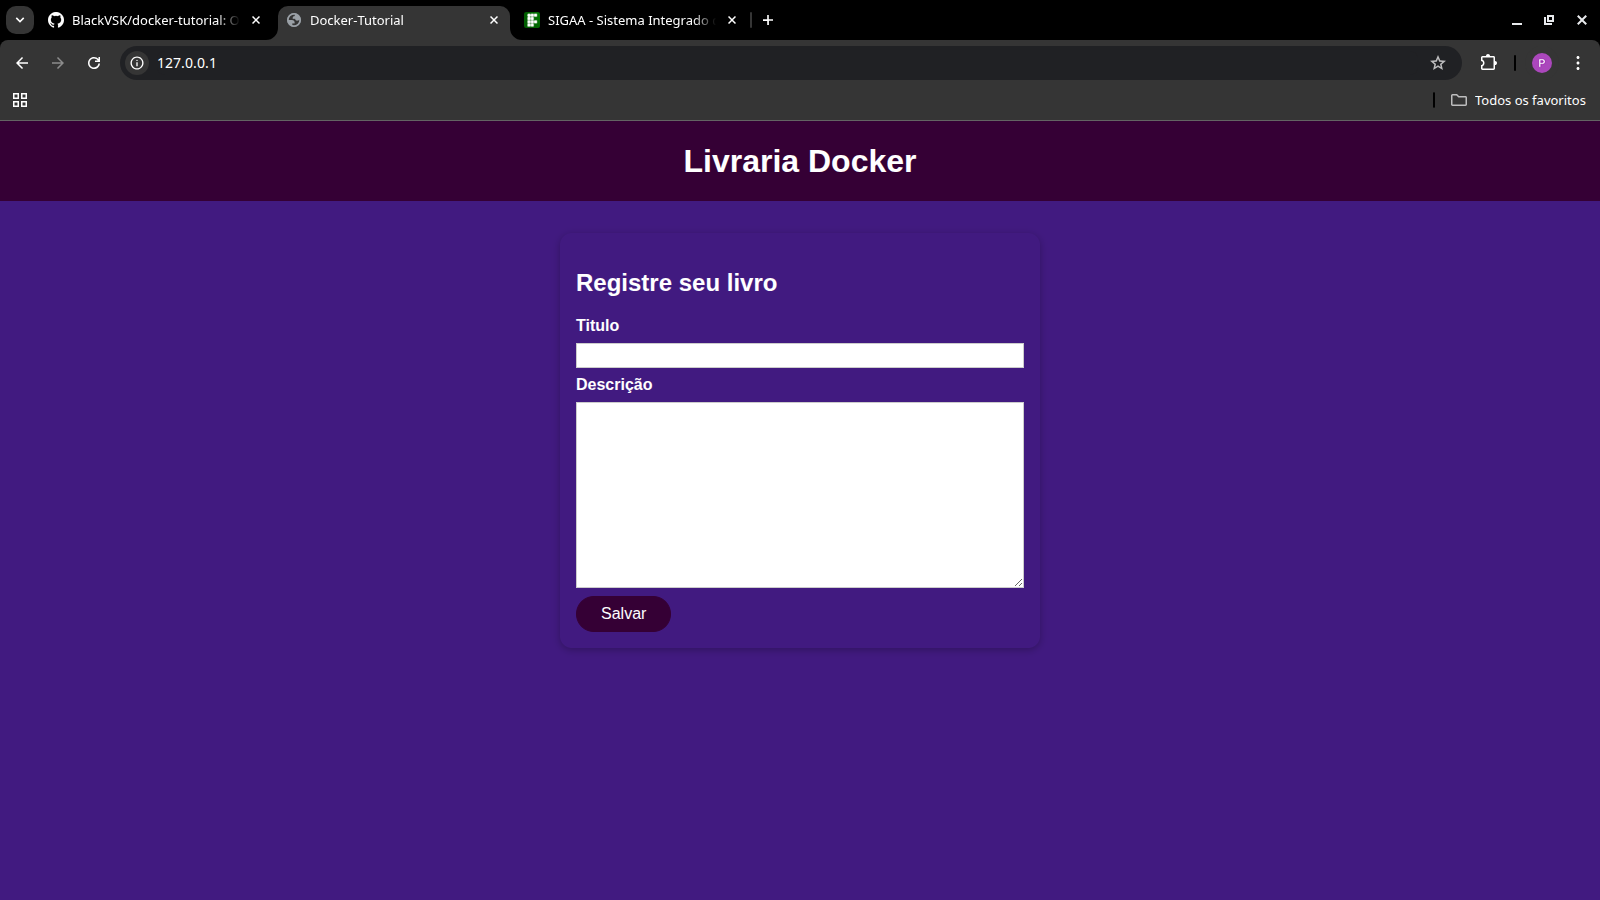 BlackVSK/docker-tutorial:
Docker-Tutorial
SIGAA - Sistema Integrado
127.0.0.1
P
Todos os favoritos
Livraria Docker
Registre seu livro
Titulo
Descrição
Salvar